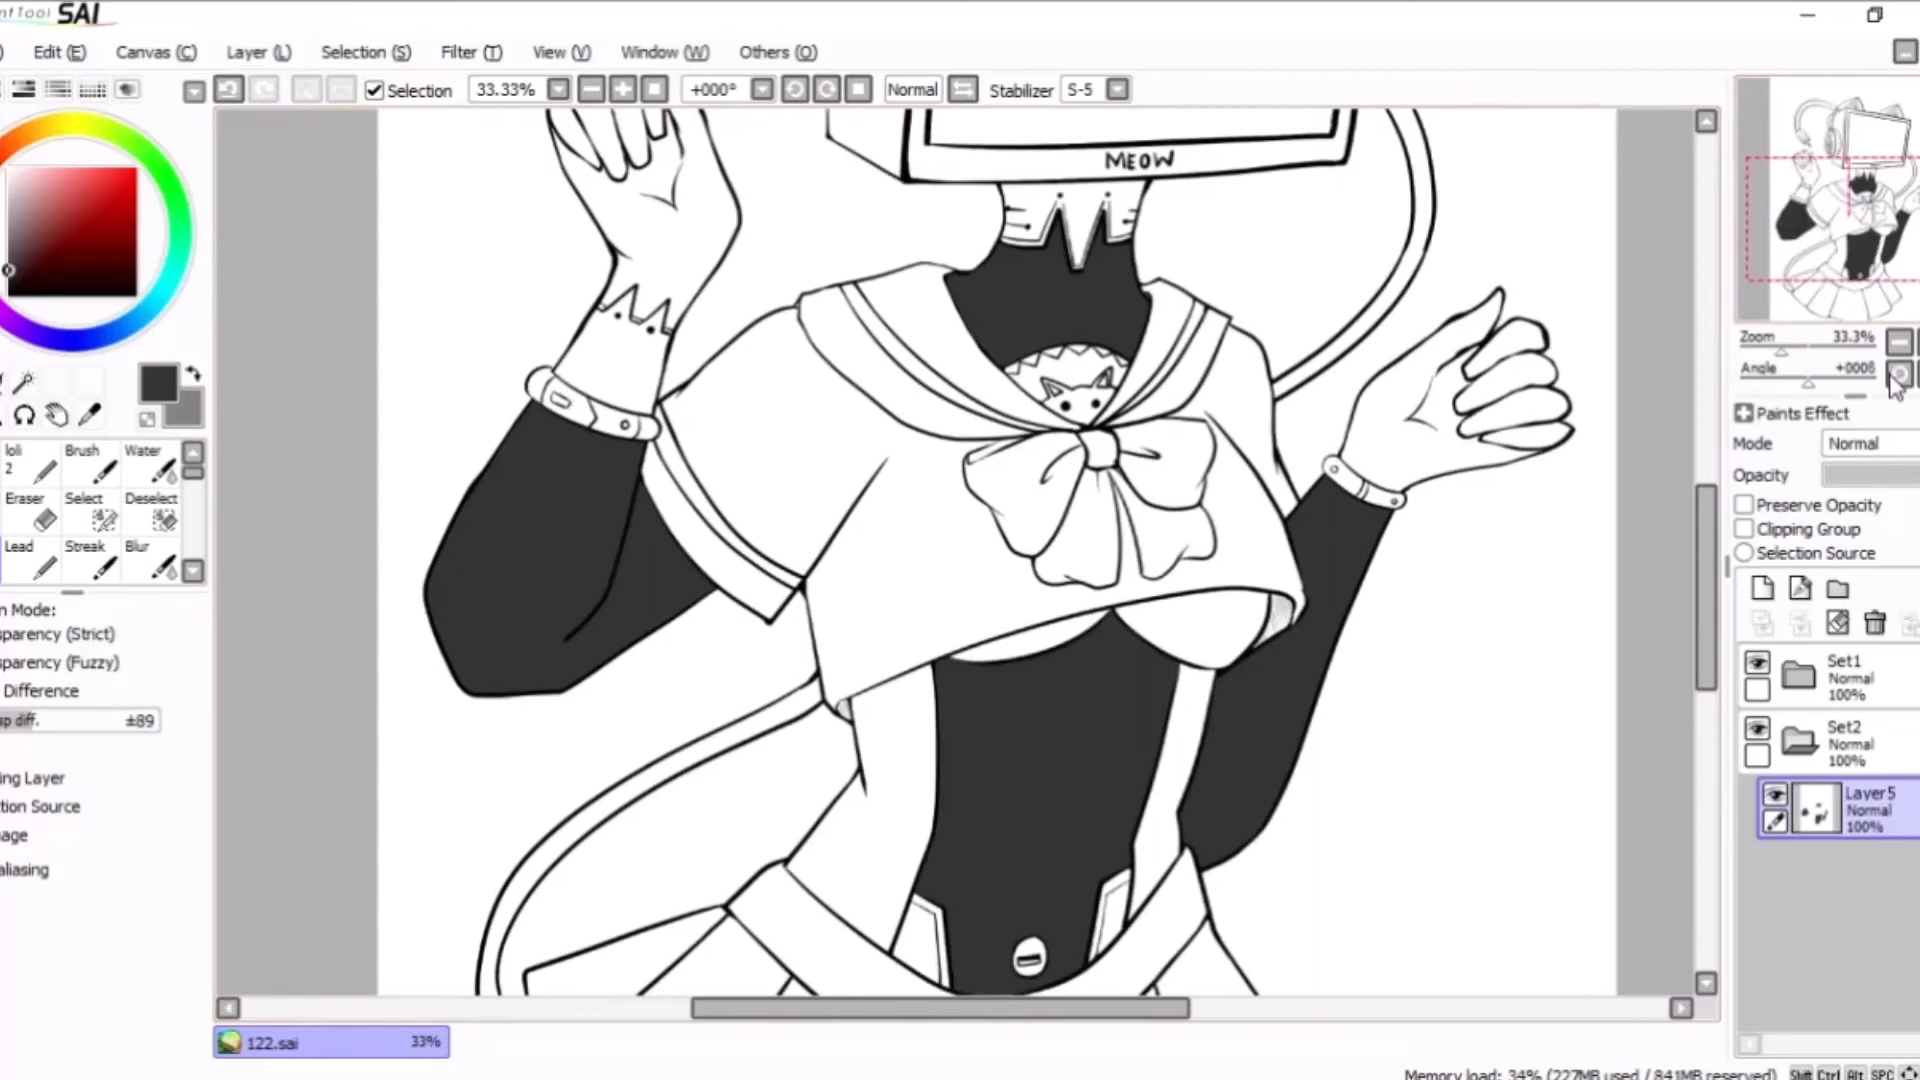 SAI
Edit (E) Canvas (C) Layer (L) Selection (S) Filter (T) View (V) Window (W) Others (O)
Selection 33.33% +000° Normal Stabilizer S-5
MEOW
Zoom 33.3%
Angle +000
Paints Effect
Mode Normal
Opacity
Preserve Opacity
Clipping Group
Selection Source
loli Brush Water
2
Eraser Select Deselect
Lead Streak Blur
n Mode:
sparency (Strict)
sparency (Fuzzy)
Difference
sp diff. ±89
ing Layer
tion Source
nage
aliasing
Set1
Normal
100%
Set2
Normal
100%
Layer5
Normal
100%
122.sai 33%
Memory load: 34% (227MB used / 841MB reserved) Shift Ctrl Alt SPC